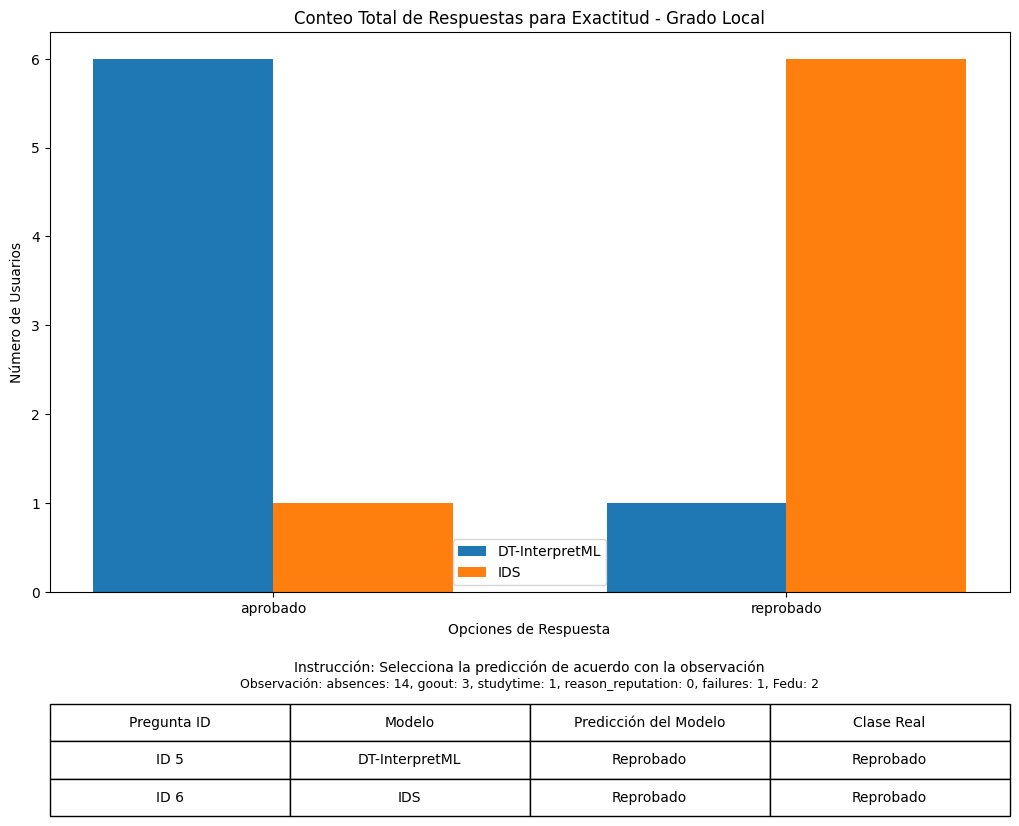 Conteo Total de Respuestas para Exactitud - Grado Local
Número de Usuarios
6
5
4
3
2
1
0
DT-InterpretML
IDS
aprobado reprobado
Opciones de Respuesta
Instrucción: Selecciona la predicción de acuerdo con la observación
Observación: absences: 14, goout: 3, studytime: 1, reason_reputation: 0, failures: 1, Fedu: 2
Pregunta ID Modelo Predicción del Modelo Clase Real
ID 5 DT-InterpretML Reprobado Reprobado
ID 6 IDS Reprobado Reprobado